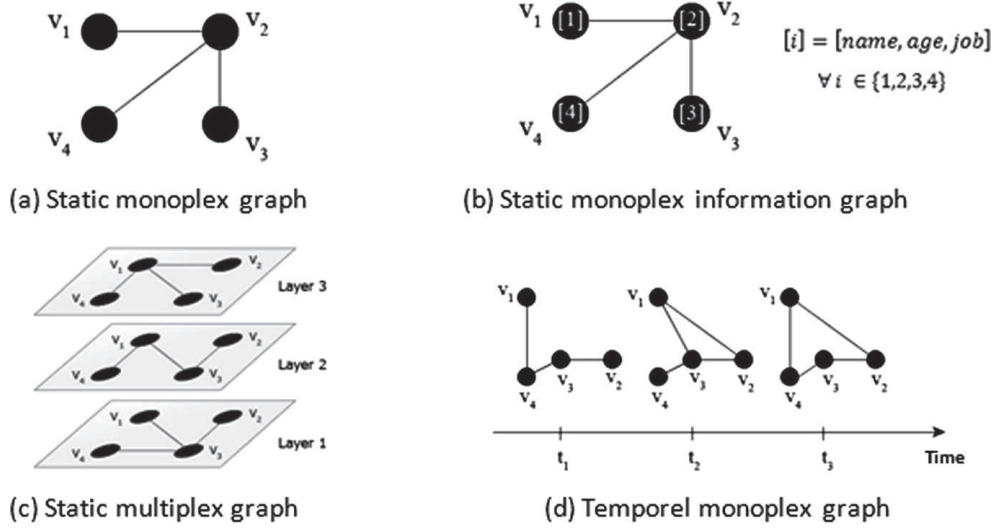 V1 V2
V4 V3
(a) Static monoplex graph
V1 [1] [2] V2
[i] = [name, age, job]
∀ i ∈ {1,2,3,4}
[4] [3]
V4 V3
(b) Static monoplex information graph
V1 V2
V4 V3
Layer 3
V1 V2
V4 V3
Layer 2
V1 V2
V4 V3
Layer 1
(c) Static multiplex graph
V1 V1 V1
V4 V3 V2 V4 V3 V2 V4 V3 V2
t1 t2 t3 Time
(d) Temporel monoplex graph